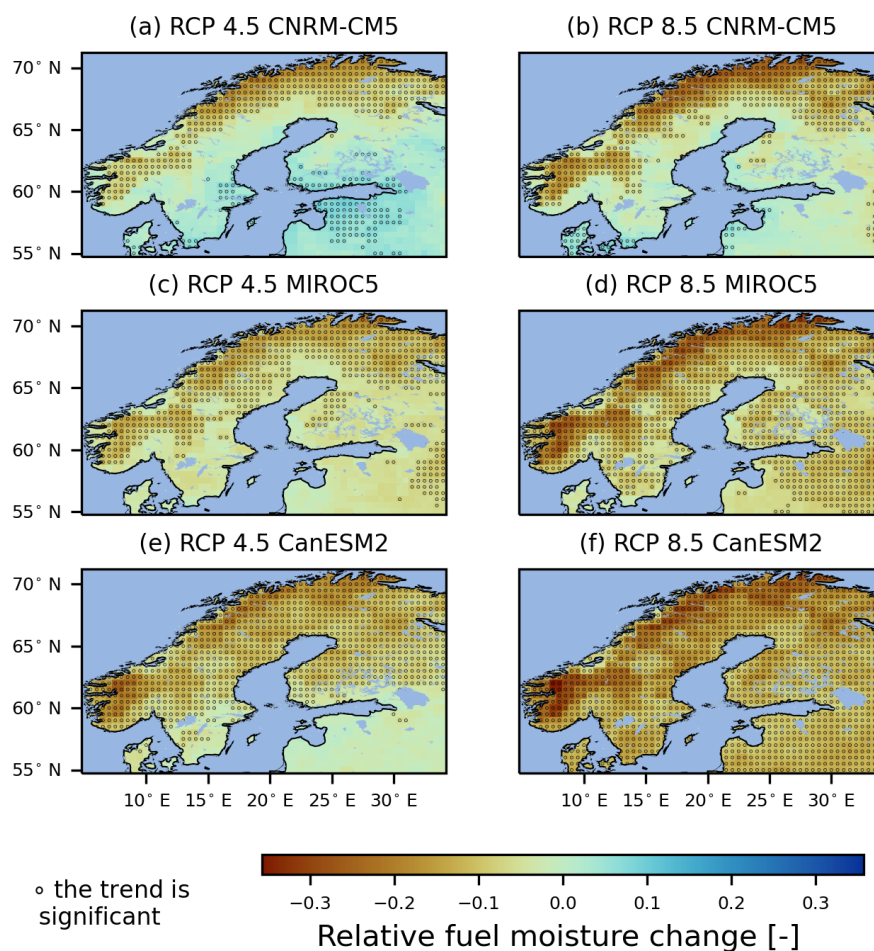 (a) RCP 4.5 CNRM-CM5
(b) RCP 8.5 CNRM-CM5
70° N
65° N
60° N
55° N
(c) RCP 4.5 MIROC5
(d) RCP 8.5 MIROC5
70° N
65° N
60° N
55° N
(e) RCP 4.5 CanESM2
(f) RCP 8.5 CanESM2
70° N
65° N
60° N
55° N
10° E 15° E 20° E 25° E 30° E
10° E 15° E 20° E 25° E 30° E
the trend is
significant
−0.3 −0.2 −0.1 0.0 0.1 0.2 0.3
Relative fuel moisture change [-]